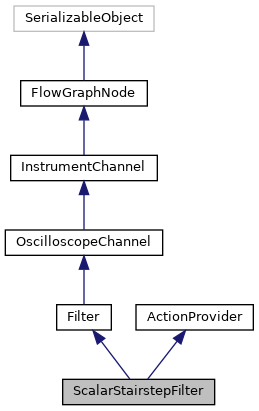 SerializableObject
FlowGraphNode
InstrumentChannel
OscilloscopeChannel
Filter
ActionProvider
ScalarStairstepFilter